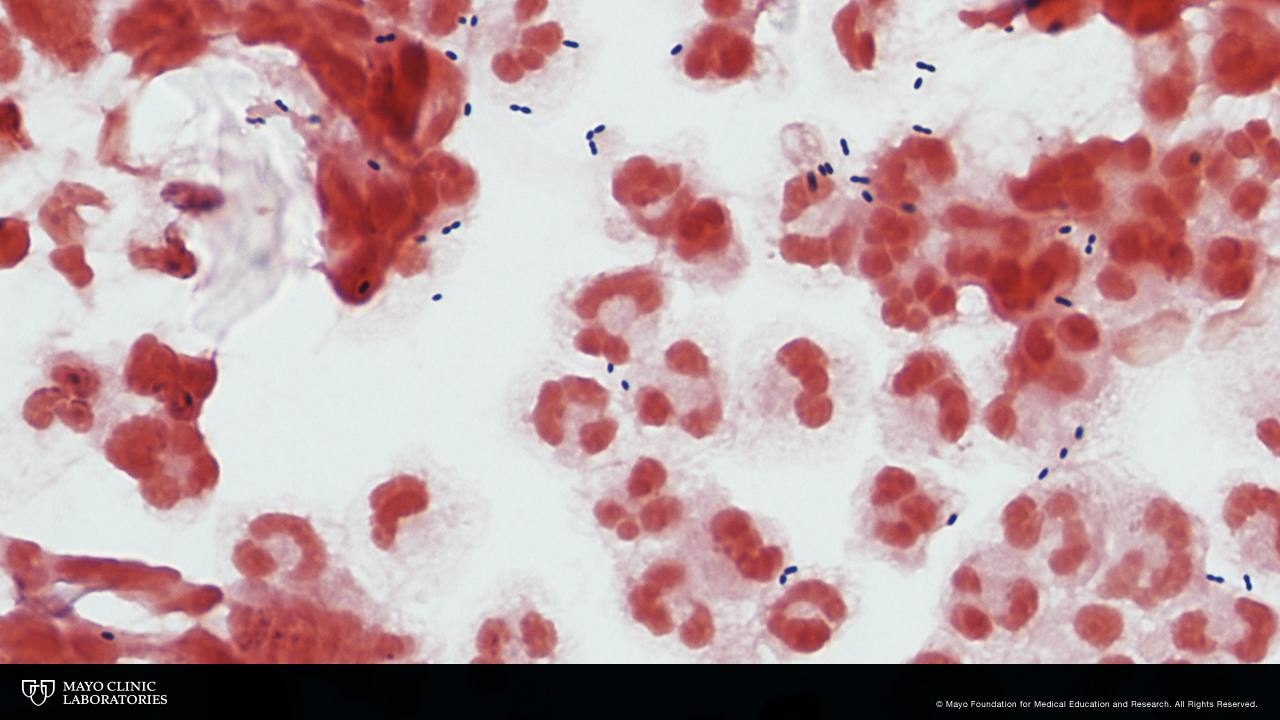 MAYO CLINIC
LABORATORIES
© Mayo Foundation for Medical Education and Research. All Rights Reserved.